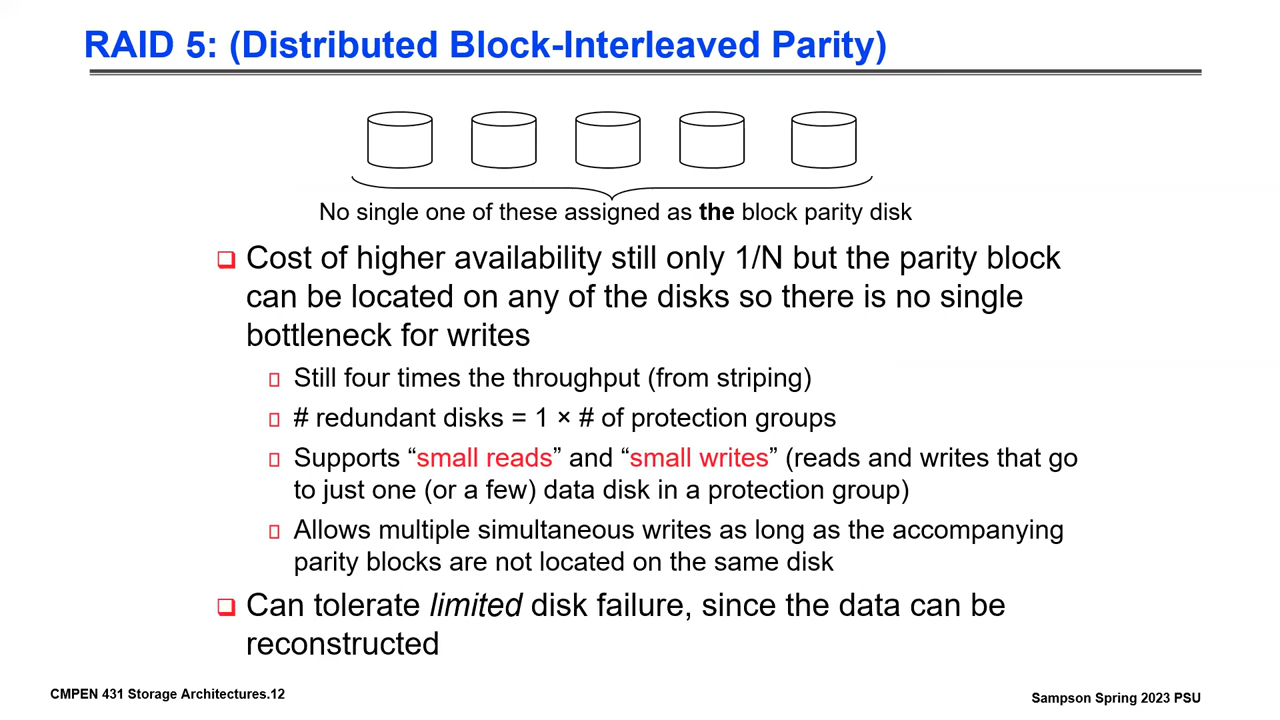 RAID 5: (Distributed Block-Interleaved Parity)
No single one of these assigned as the block parity disk
Cost of higher availability still only 1/N but the parity block
can be located on any of the disks so there is no single
bottleneck for writes
Still four times the throughput (from striping)
# redundant disks = 1 × # of protection groups
Supports “small reads” and “small writes” (reads and writes that go
to just one (or a few) data disk in a protection group)
Allows multiple simultaneous writes as long as the accompanying
parity blocks are not located on the same disk
Can tolerate limited disk failure, since the data can be
reconstructed
CMPEN 431 Storage Architectures.12
Sampson Spring 2023 PSU